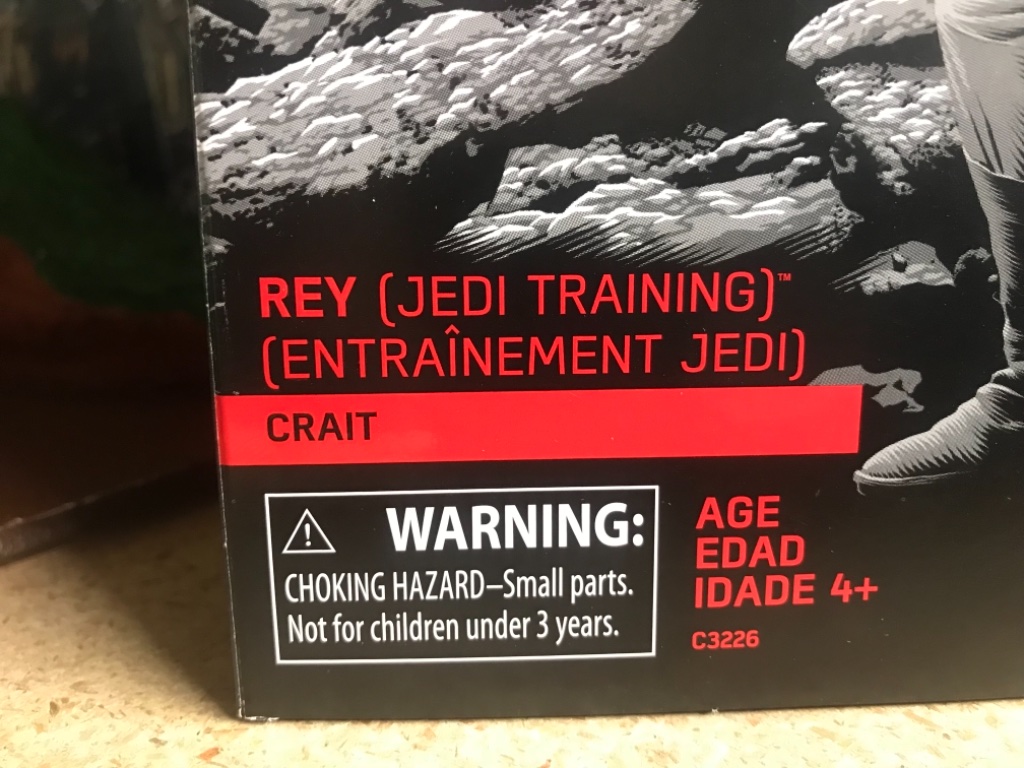 REY (JEDI TRAINING)™
(ENTRAÎNEMENT JEDI)
CRAIT
WARNING:
CHOKING HAZARD–Small parts.
Not for children under 3 years.
AGE
EDAD
IDADE 4+
C3226